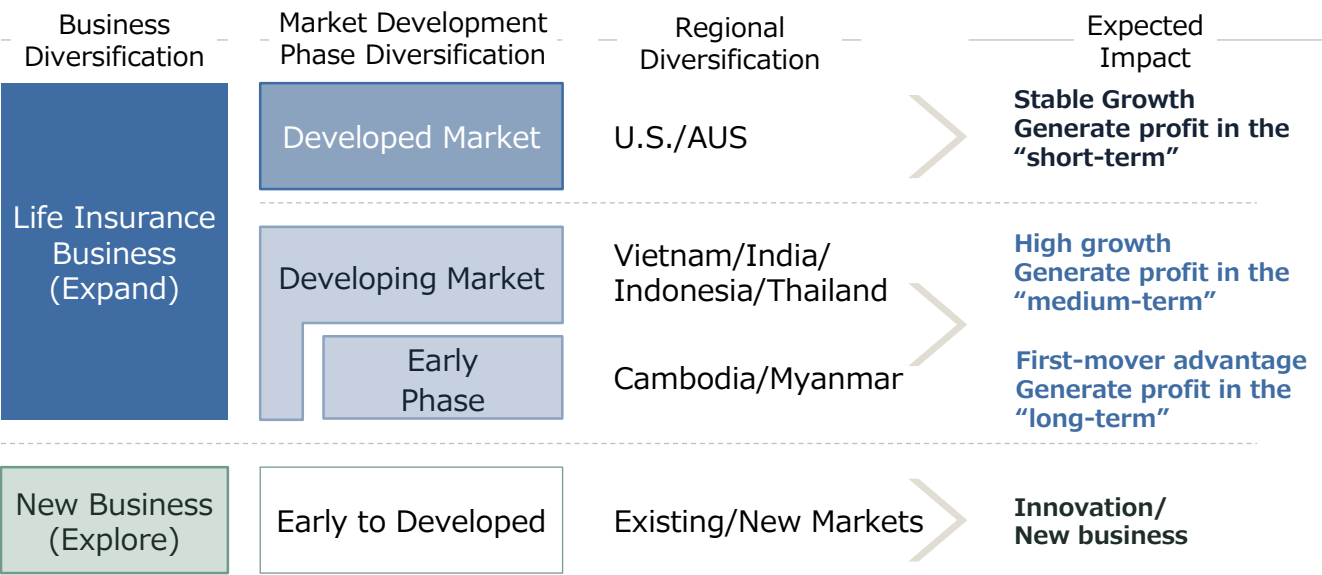 Business
Diversification
Market Development
Phase Diversification
Regional
Diversification
Expected
Impact
Life Insurance
Business
(Expand)
Developed Market
U.S./AUS
Stable Growth
Generate profit in the
“short-term”
Developing Market
Vietnam/India/
Indonesia/Thailand
High growth
Generate profit in the
“medium-term”
Early
Phase
Cambodia/Myanmar
First-mover advantage
Generate profit in the
“long-term”
New Business
(Explore)
Early to Developed
Existing/New Markets
Innovation/
New business